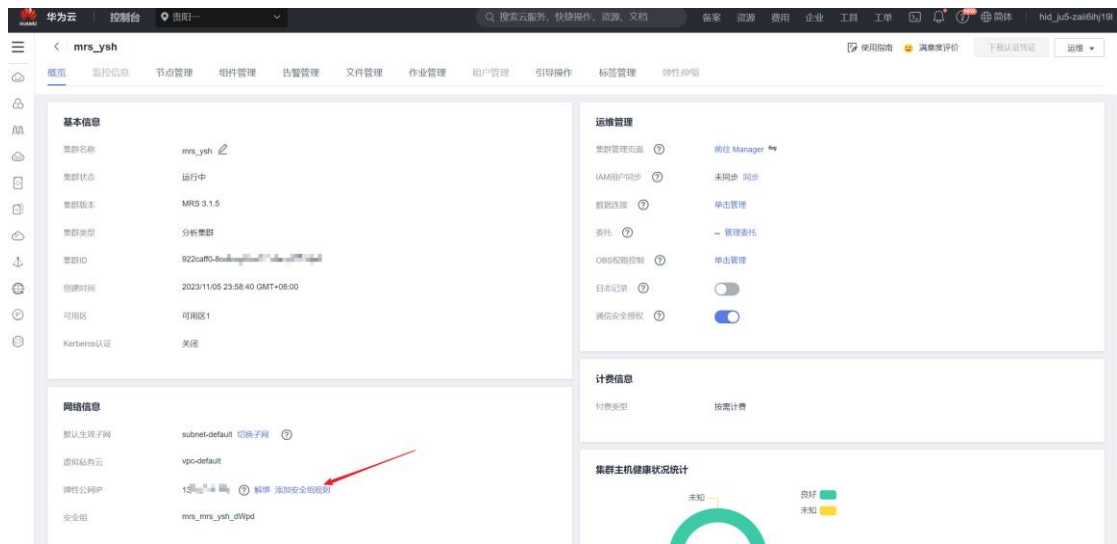 HUAWEI
华为云 控制台 贵阳一 搜索云服务、快捷操作、资源、文档 备案 资源 费用 企业 工具 工单 NEW 简体
mrs_ysh 使用指南 满意度评价 下载认证凭证 运维
概览 监控信息 节点管理 组件管理 告警管理 文件管理 作业管理 租户管理 引导操作 标签管理 弹性伸缩
基本信息
集群名称 mrs_ysh
集群状态 运行中
集群版本 MRS 3.1.5
集群类型 分析集群
集群ID 922caff0-8c
创建时间 2023/11/05 23:58:40 GMT+08:00
可用区 可用区1
Kerberos认证 关闭
网络信息
默认生效子网 subnet-default 切换子网
虚拟私有云 vpc-default
弹性公网IP 解绑 添加安全组规则
安全组 mrs_mrs_ysh_dWpd
运维管理
集群管理页面 前往 Manager
IAM用户同步 未同步 同步
数据连接 单击管理
委托 -- 管理委托
OBS权限控制 单击管理
日志记录
通信安全授权
计费信息
付费类型 按需计费
集群主机健康状况统计
未知
良好
未知